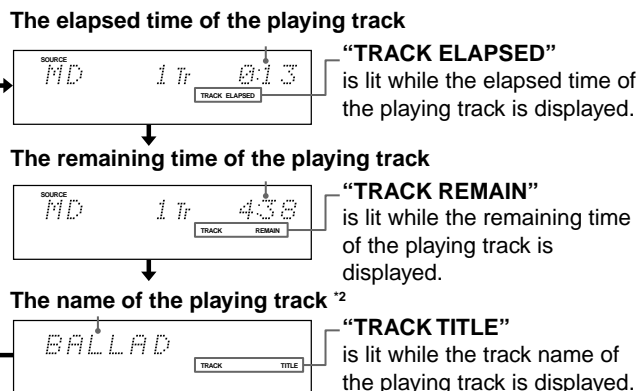 The elapsed time of the playing track
SOURCE
MD 1 Tr 0:13
TRACK ELAPSED
“TRACK ELAPSED”
is lit while the elapsed time of
the playing track is displayed.
The remaining time of the playing track
SOURCE
MD 1 Tr 4:38
TRACK REMAIN
“TRACK REMAIN”
is lit while the remaining time
of the playing track is
displayed.
The name of the playing track *2
BALLAD
TRACK TITLE
“TRACK TITLE”
is lit while the track name of
the playing track is displayed.